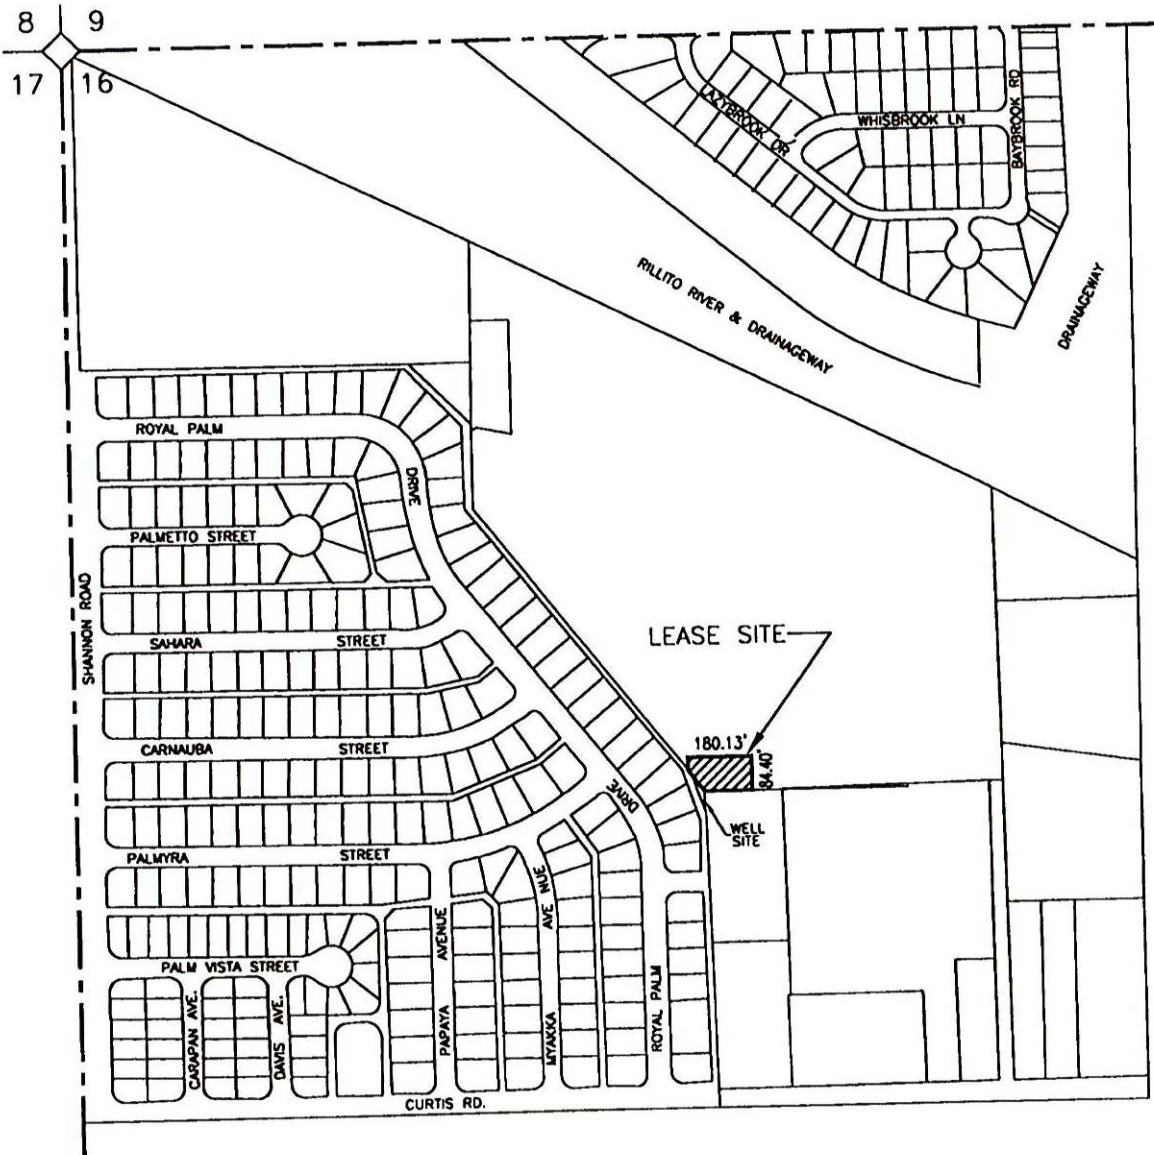 8 9
17 16
LAZYBROOK DR
WHISBROOK LN
BAYBROOK RD
RILLITO RIVER & DRAINAGEWAY
DRAINAGEWAY
ROYAL PALM
DRIVE
PALMETTO STREET
SHANNON ROAD
SAHARA STREET
LEASE SITE
CARNAUBA STREET
180.13'
84.40'
DRIVE
WELL
SITE
PALMYRA STREET
PAPAYA AVENUE
MYAKKA AVE NUE
ROYAL PALM
PALM VISTA STREET
CARAPAN AVE.
DAVIS AVE.
CURTIS RD.